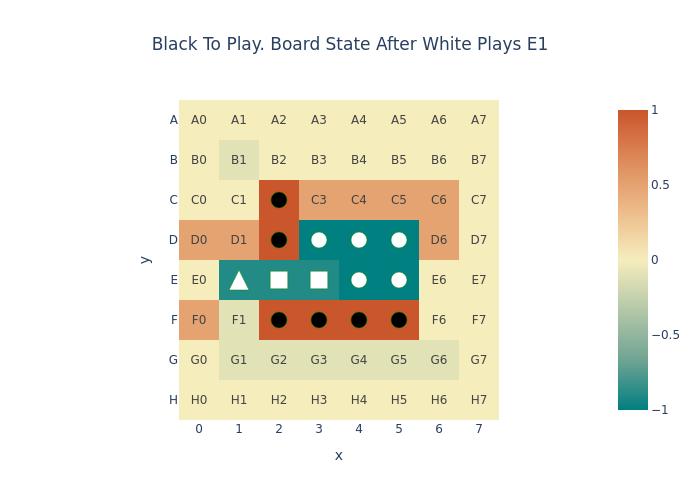 Black To Play. Board State After White Plays E1
A A0 A1 A2 A3 A4 A5 A6 A7
B B0 B1 B2 B3 B4 B5 B6 B7
C C0 C1 C3 C4 C5 C6 C7
D D0 D1 D6 D7
E E0 E6 E7
F F0 F1 F6 F7
G G0 G1 G2 G3 G4 G5 G6 G7
H H0 H1 H2 H3 H4 H5 H6 H7
0 1 2 3 4 5 6 7
x
y
1
0.5
0
−0.5
−1